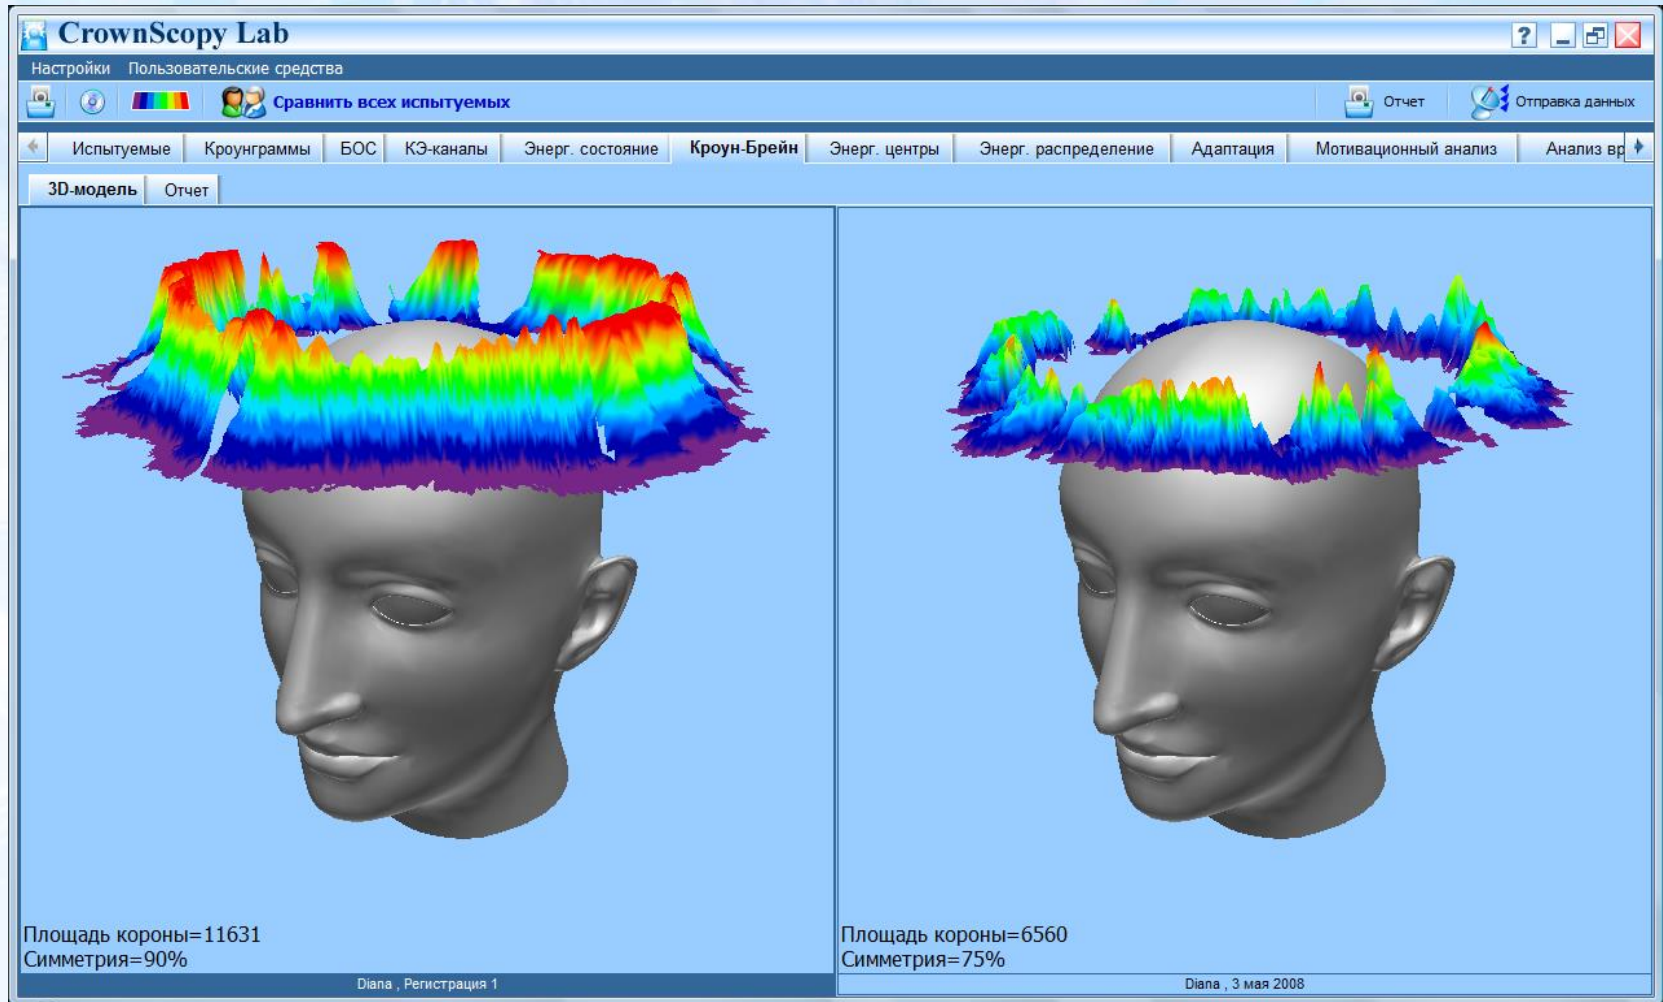 CrownScopy Lab
Настройки Пользовательские средства
Сравнить всех испытуемых Отчет Отправка данных
Испытуемые Кроунграммы БОС КЭ-каналы Энерг. состояние Кроун-Брейн Энерг. центры Энерг. распределение Адаптация Мотивационный анализ Анализ вр
3D-модель Отчет
Площадь короны=11631
Симметрия=90%
Diana , Регистрация 1
Площадь короны=6560
Симметрия=75%
Diana , 3 мая 2008